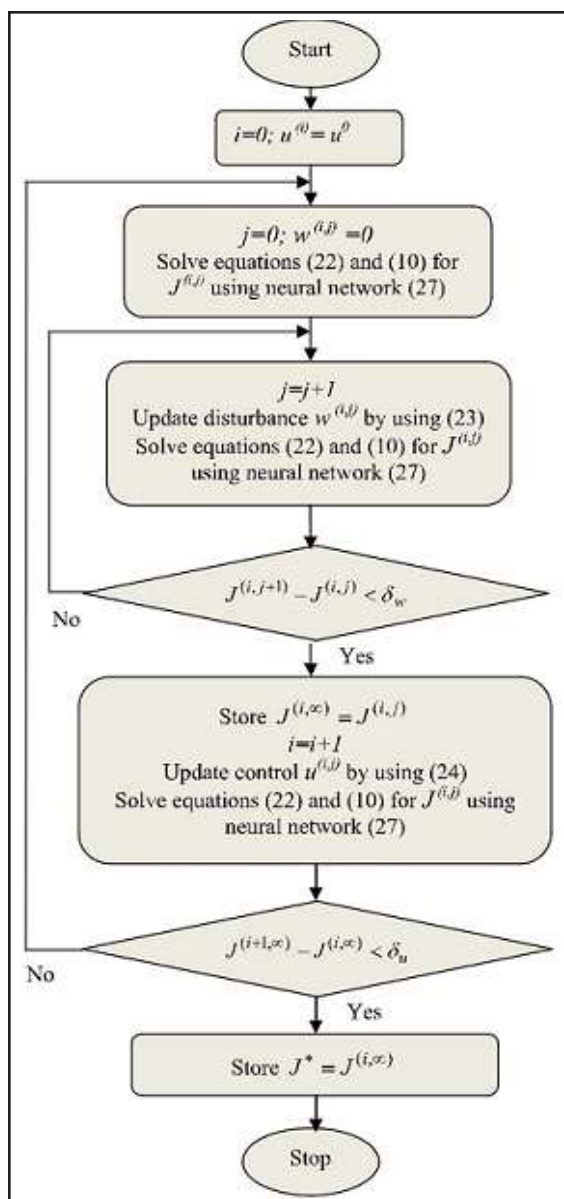 Start
i=0; u^(i)= u^0
j=0; w^(i,j) =0
Solve equations (22) and (10) for
J^(i,j) using neural network (27)
j=j+1
Update disturbance w^(i,j) by using (23)
Solve equations (22) and (10) for J^(i,j)
using neural network (27)
J^(i, j+1) – J^(i, j) < δ_w
No
Yes
Store J^(i,∞) = J^(i, j)
i=i+1
Update control u^(i,j) by using (24)
Solve equations (22) and (10) for J^(i,j) using
neural network (27)
J^(i+1,∞) – J^(i,∞) < δ_u
No
Yes
Store J* = J^(i,∞)
Stop